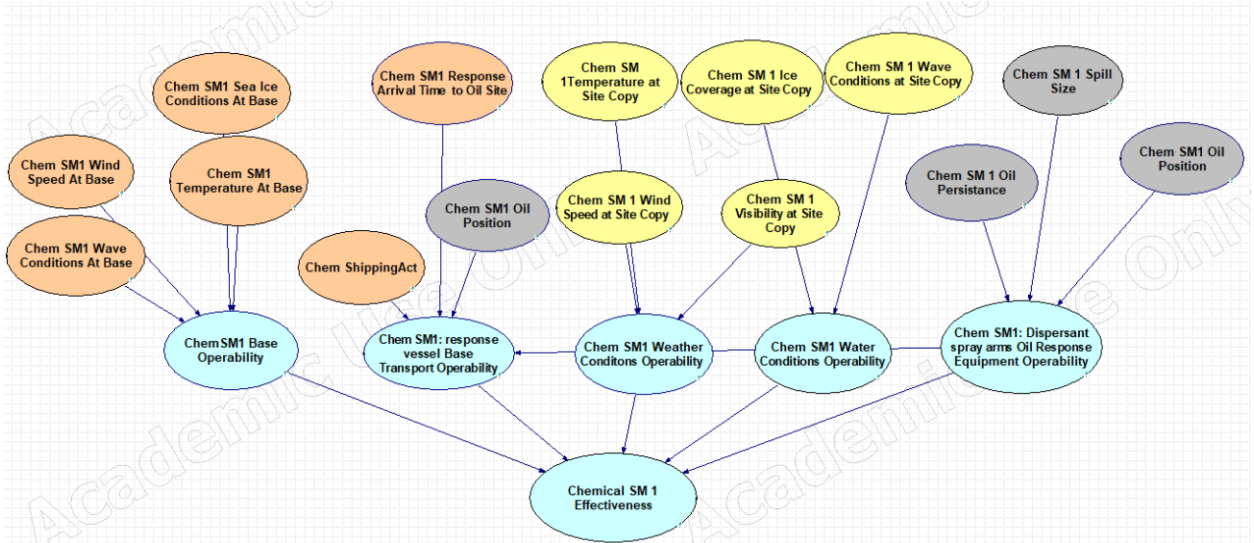 Chem SM1 Sea Ice
Conditions At Base
Chem SM1 Response
Arrival Time to Oil Site
Chem SM
1Temperature at
Site Copy
Chem SM 1 Ice
Coverage at Site Copy
Chem SM 1 Wave
Conditions at Site Copy
Chem SM 1 Spill
Size
Chem SM1 Wind
Speed At Base
Chem SM1
Temperature At Base
Chem SM 1 Oil
Persistance
Chem SM1 Oil
Position
Chem SM1 Wave
Conditions At Base
Chem SM1 Oil
Position
Chem SM 1 Wind
Speed at Site Copy
Chem SM 1
Visibility at Site
Copy
Chem ShippingAct
ChemSM1 Base
Operability
Chem SM1: response
vessel Base
Transport Operability
Chem SM1 Weather
Conditons Operability
Chem SM1 Water
Conditions Operability
Chem SM1: Dispersant
spray arms Oil Response
Equipment Operability
Chemical SM 1
Effectiveness
Academic Use Only
Academic Use Only